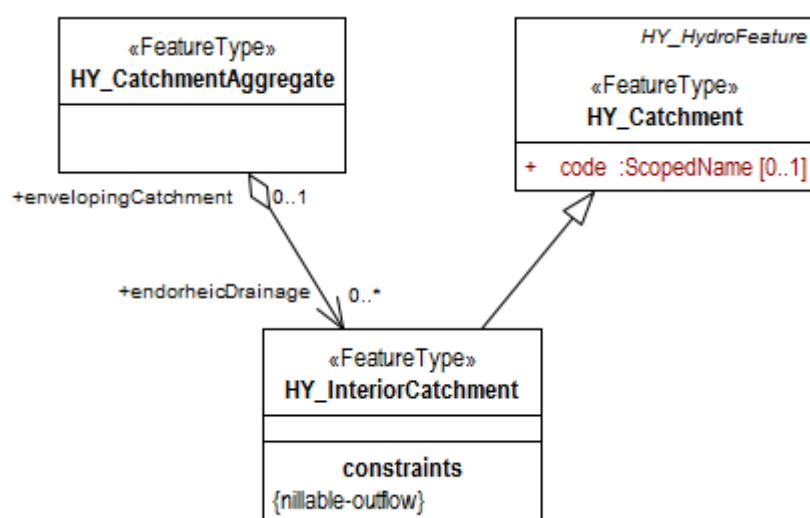 «FeatureType»
HY_CatchmentAggregate
HY_HydroFeature
«FeatureType»
HY_Catchment
+ code :ScopedName [0..1]
+envelopingCatchment
0..1
+endorheicDrainage
0..*
«FeatureType»
HY_InteriorCatchment
constraints
{nillable-outflow}